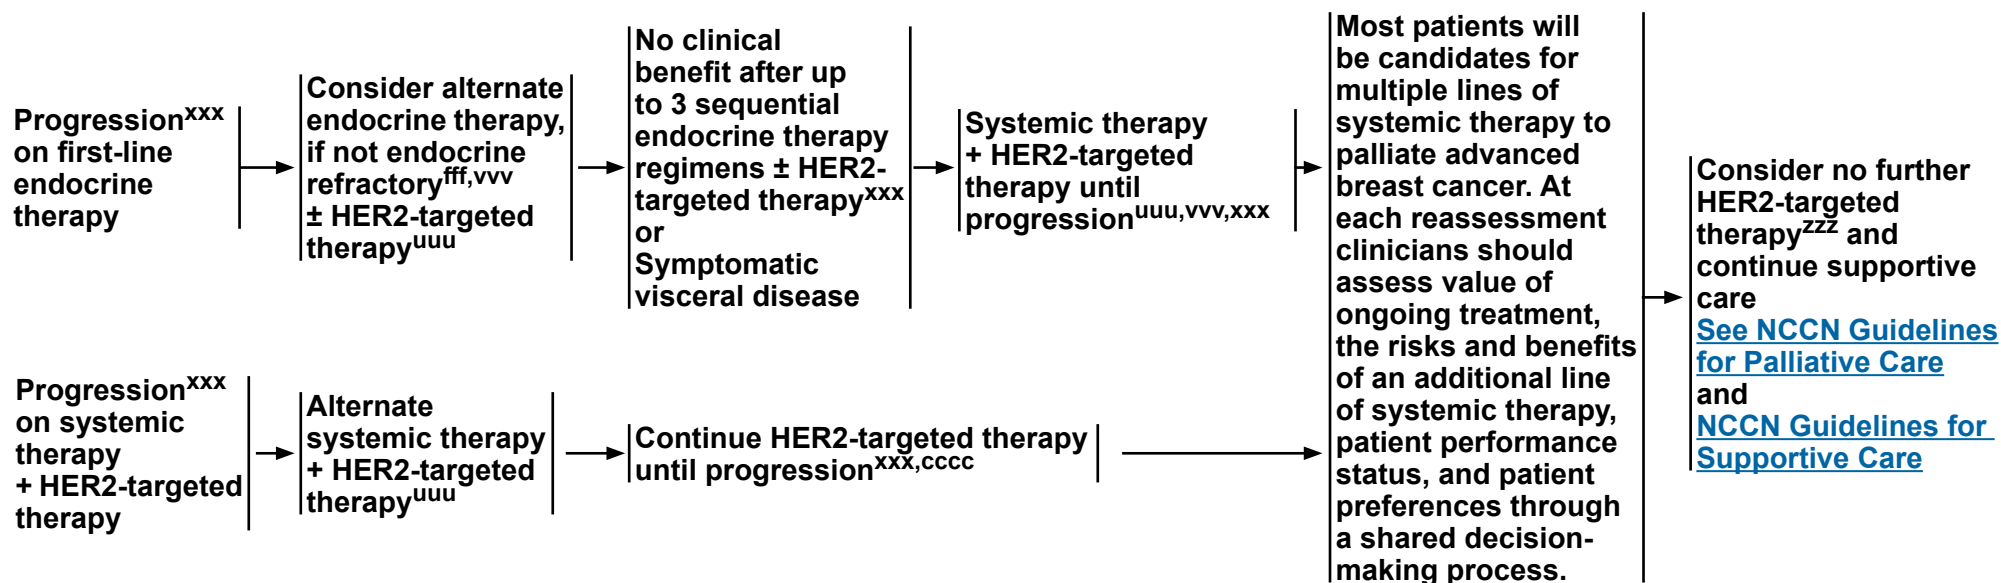 Progressionxxx
on first-line
endocrine
therapy
Consider alternate
endocrine therapy,
if not endocrine
refractoryfff,vvv
± HER2-targeted
therapyuuu
No clinical
benefit after up
to 3 sequential
endocrine therapy
regimens ± HER2-
targeted therapyxxx
or
Symptomatic
visceral disease
Systemic therapy
+ HER2-targeted
therapy until
progressionuuu,vvv,xxx
Progressionxxx
on systemic
therapy
+ HER2-targeted
therapy
Alternate
systemic therapy
+ HER2-targeted
therapyuuu
Continue HER2-targeted therapy
until progressionxxx,cccc
Most patients will
be candidates for
multiple lines of
systemic therapy to
palliate advanced
breast cancer. At
each reassessment
clinicians should
assess value of
ongoing treatment,
the risks and benefits
of an additional line
of systemic therapy,
patient performance
status, and patient
preferences through
a shared decision-
making process.
Consider no further
HER2-targeted
therapyzzz and
continue supportive
care
See NCCN Guidelines
for Palliative Care
and
NCCN Guidelines for
Supportive Care